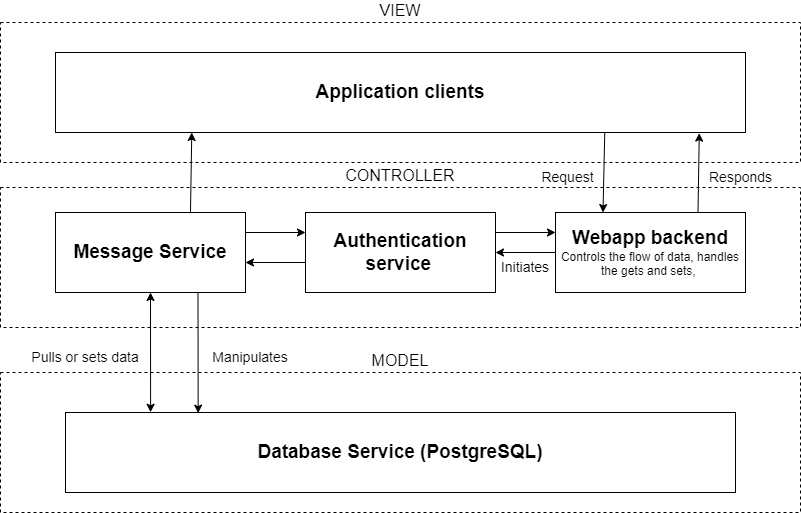 VIEW
Application clients
Request
Responds
CONTROLLER
Message Service
Authentication
service
Webapp backend
Controls the flow of data, handles
the gets and sets,
Initiates
Pulls or sets data
Manipulates
MODEL
Database Service (PostgreSQL)